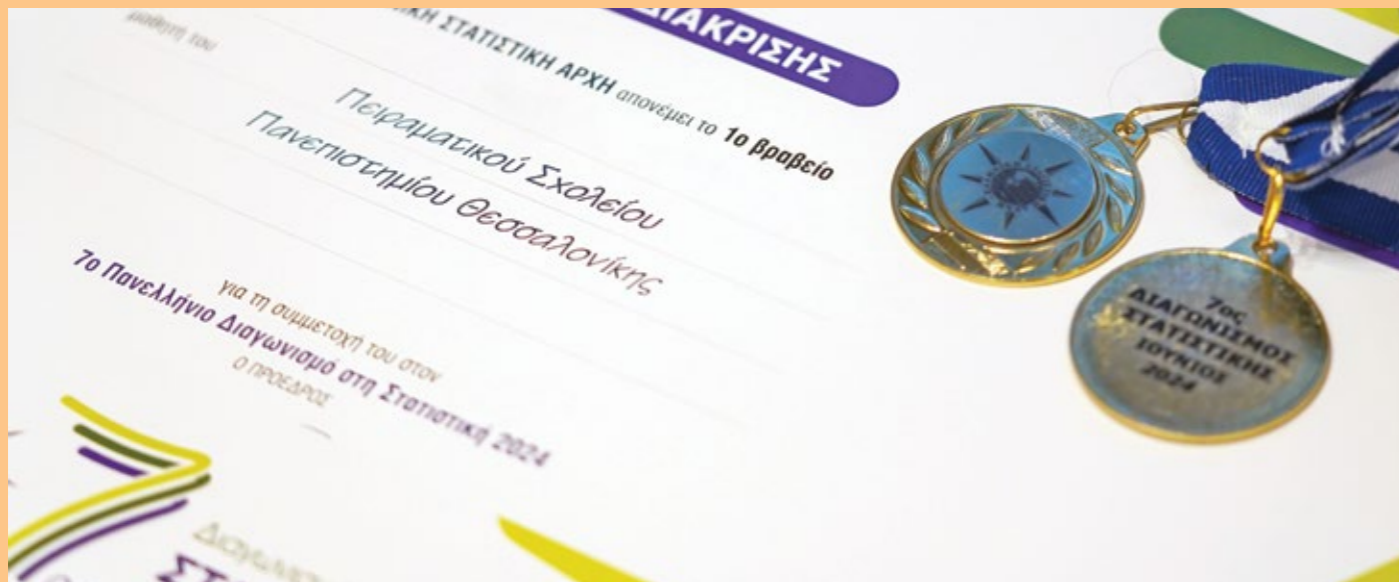 ΔΙΑΚΡΙΣΗΣ
ΣΤΑΤΙΣΤΙΚΗ ΑΡΧΗ απονέμει το 1ο βραβείο
μαθητή του
Πειραματικού Σχολείου
Πανεπιστημίου Θεσσαλονίκης
για τη συμμετοχή του στον
7ο Πανελλήνιο Διαγωνισμό στη Στατιστική 2024
Ο ΠΡΟΕΔΡΟΣ
7
7ος
ΔΙΑΓΩΝΙΣΜΟΣ
ΣΤΑΤΙΣΤΙΚΗΣ
ΙΟΥΝΙΟΣ
2024